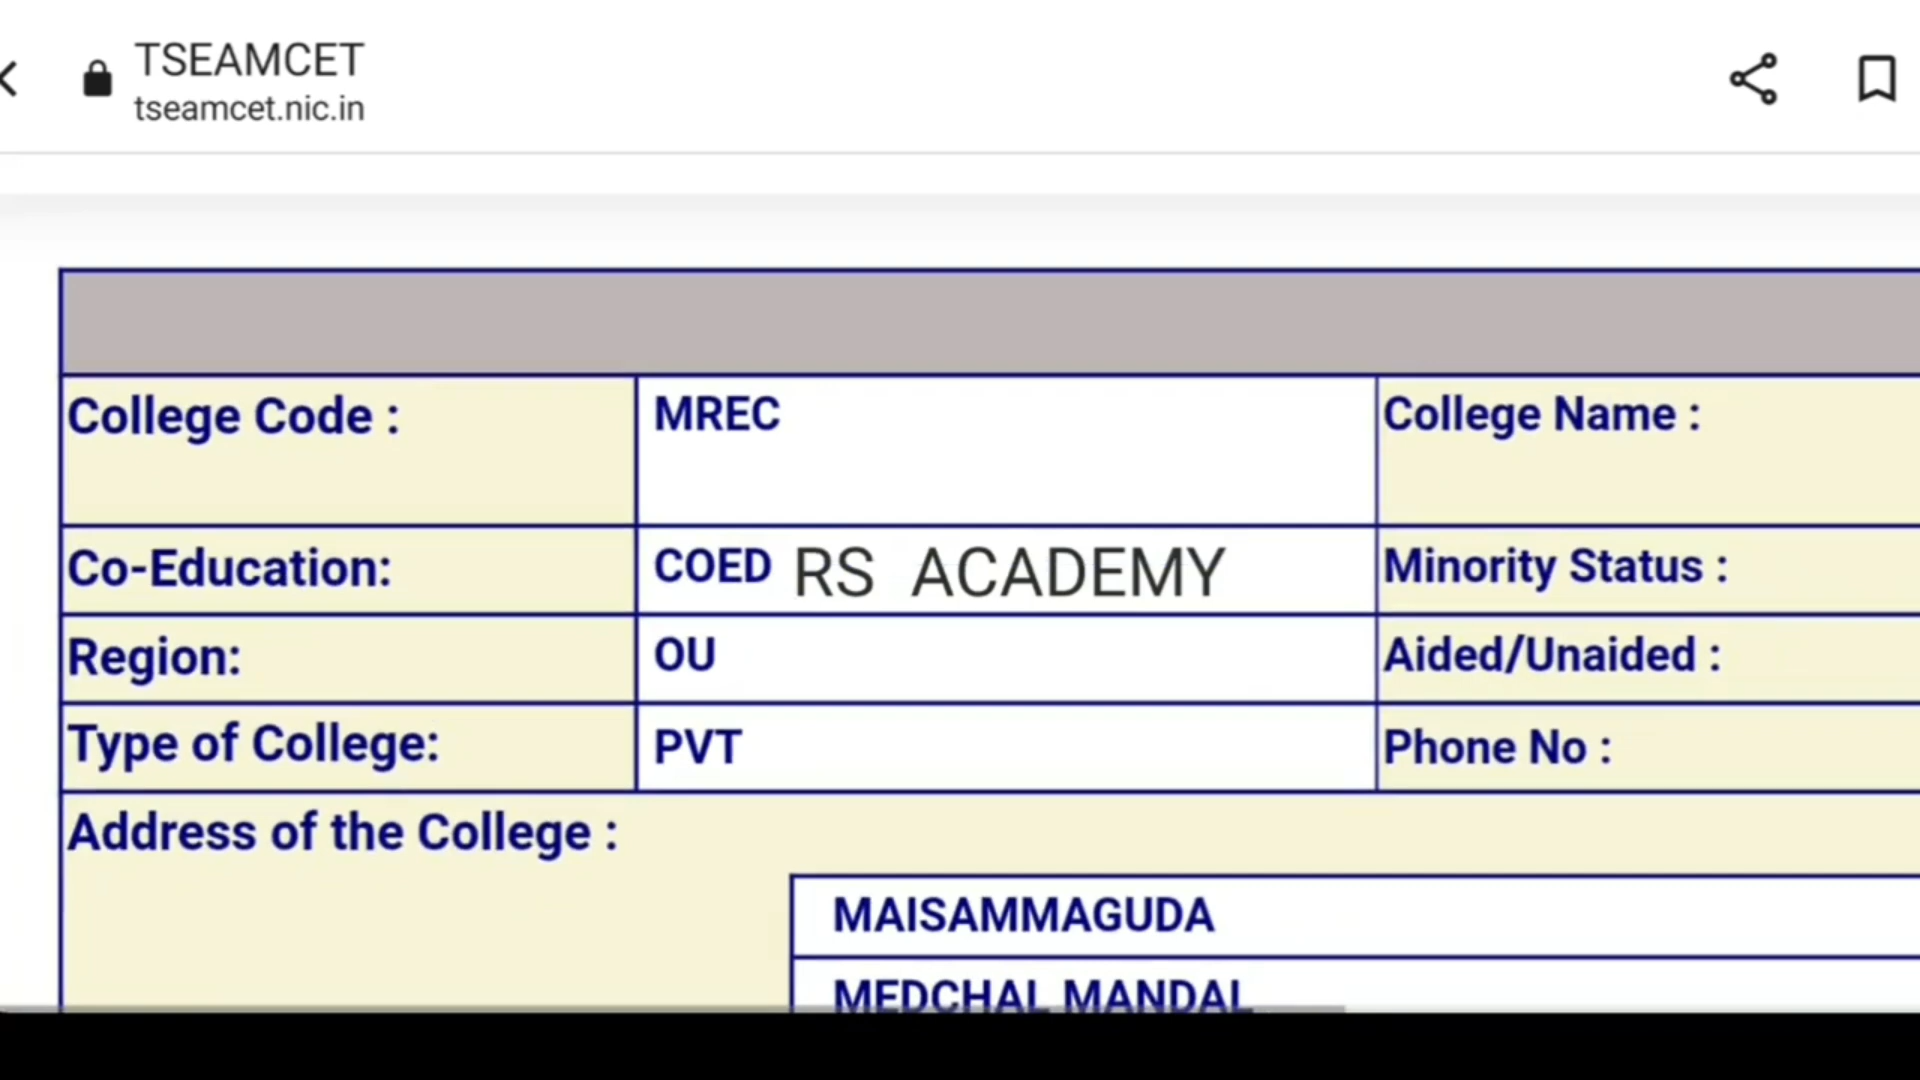 TSEAMCET
tseamcet.nic.in
College Code : MREC College Name :
Co-Education: COED RS ACADEMY Minority Status :
Region: OU Aided/Unaided :
Type of College: PVT Phone No :
Address of the College :
MAISAMMAGUDA
MEDCHAL MANDAL